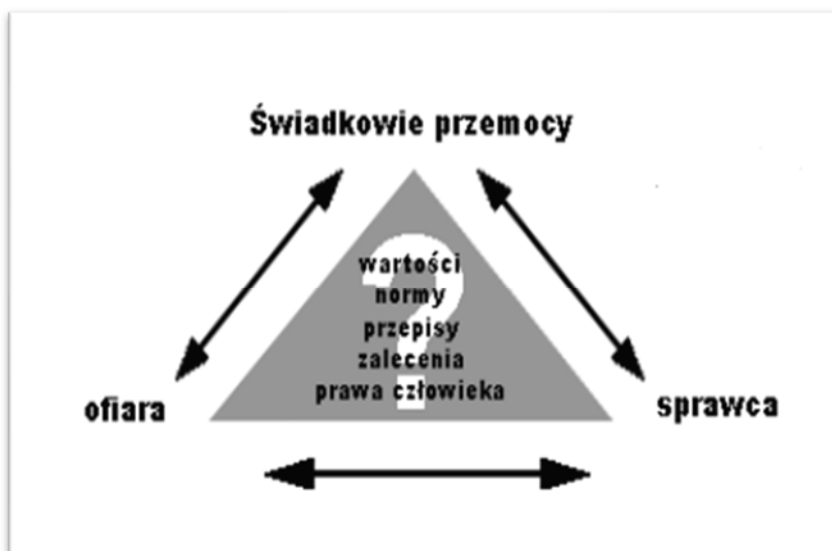 Świadkowie przemocy
?
wartości
normy
przepisy
zalecenia
prawa człowieka
ofiara
sprawca